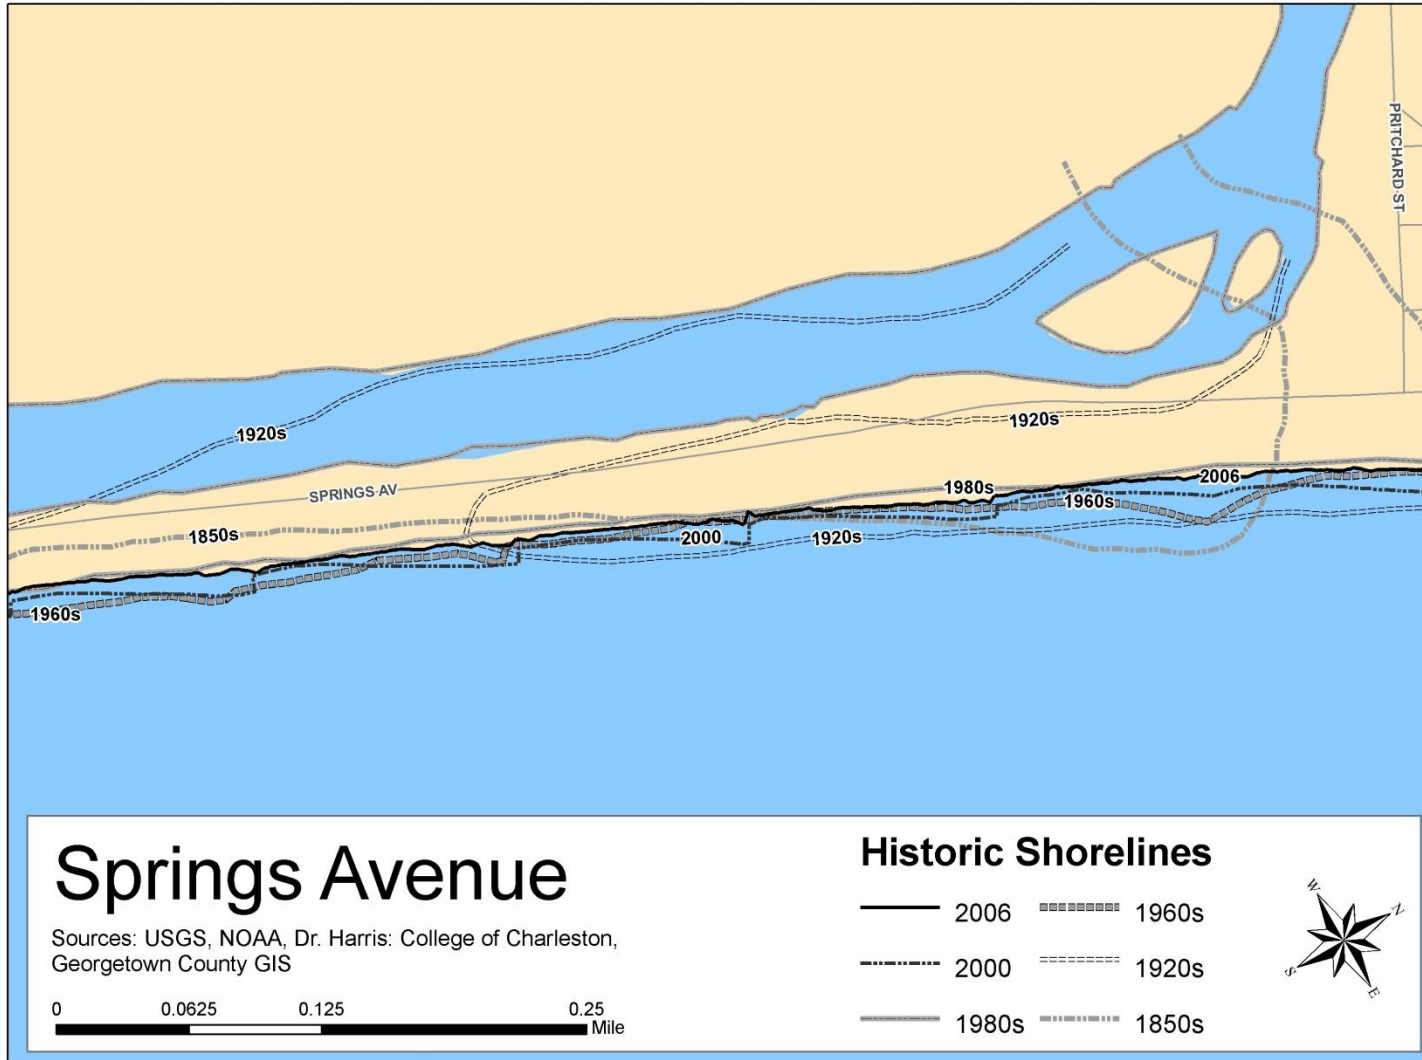 PRITCHARD ST
1920s
1920s
SPRINGS AV
1980s
2006
1960s
1850s
2000
1920s
1960s
Springs Avenue
Sources: USGS, NOAA, Dr. Harris: College of Charleston,
Georgetown County GIS
0 0.0625 0.125 0.25
Mile
Historic Shorelines
2006 1960s
2000 1920s
1980s 1850s
W
N
S
E